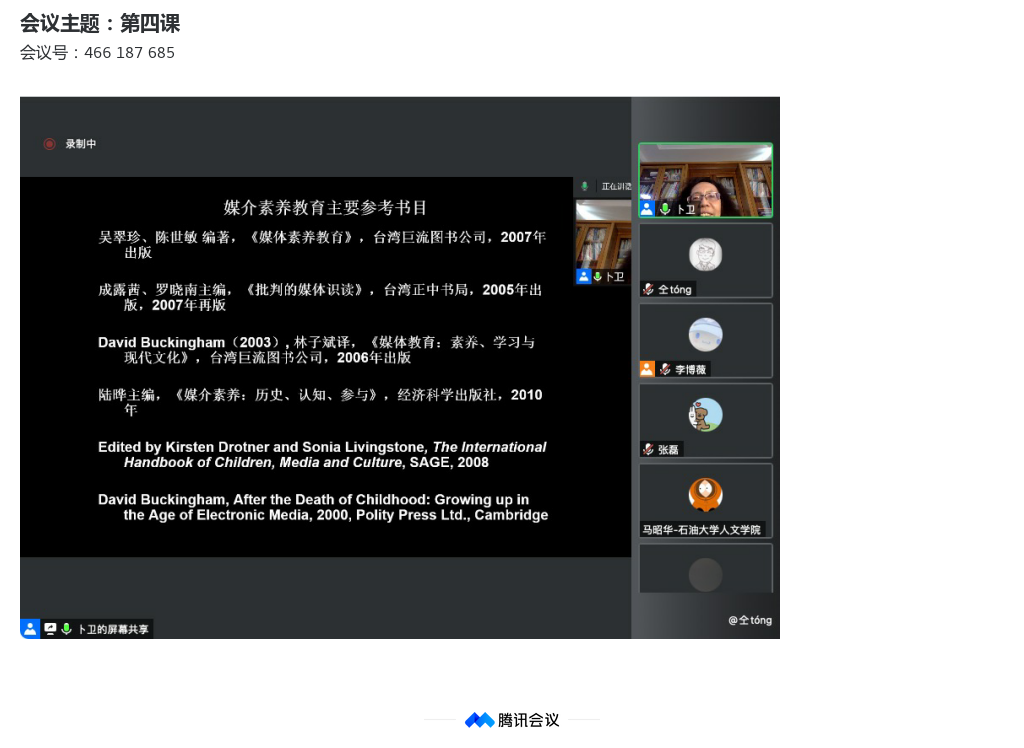 会议主题：第四课
会议号：466 187 685
录制中
媒介素养教育主要参考书目
吴翠珍、陈世敏 编著，《媒体素养教育》，台湾巨流图书公司，2007年
出版
成露茜、罗晓南主编，《批判的媒体识读》，台湾正中书局，2005年出
版，2007年再版
David Buckingham（2003）, 林子斌译，《媒体教育：素养、学习与
现代文化》，台湾巨流图书公司，2006年出版
陆晔主编，《媒介素养：历史、认知、参与》，经济科学出版社，2010
年
Edited by Kirsten Drotner and Sonia Livingstone, The International
Handbook of Children, Media and Culture, SAGE, 2008
David Buckingham, After the Death of Childhood: Growing up in
the Age of Electronic Media, 2000, Polity Press Ltd., Cambridge
正在讲
卜卫
卜卫
仝tóng
李博薇
张磊
马昭华-石油大学人文学院
@仝tóng
卜卫的屏幕共享
腾讯会议